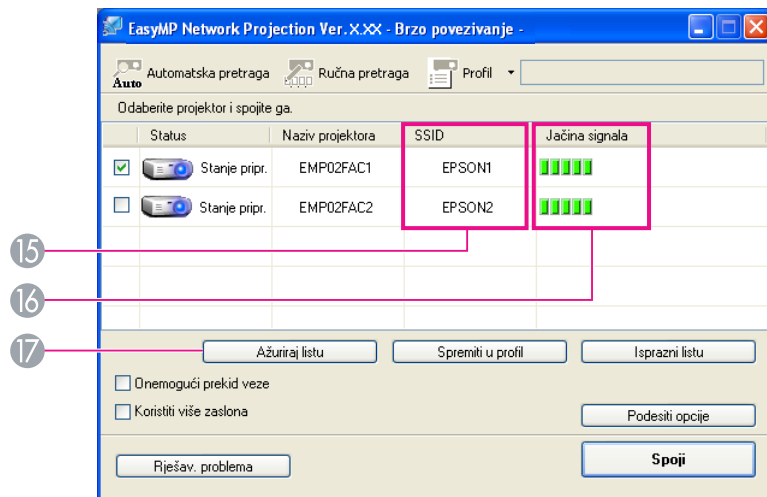 EasyMP Network Projection Ver.X.XX - Brzo povezivanje -
Auto Automatska pretraga Ručna pretraga Profil
Odaberite projektor i spojite ga.
Status Naziv projektora SSID Jačina signala
Stanje pripr. EMP02FAC1 EPSON1
Stanje pripr. EMP02FAC2 EPSON2
15
16
17
Ažuriraj listu Spremiti u profil Isprazni listu
Onemogući prekid veze
Koristiti više zaslona Podesiti opcije
Rješav. problema Spoji